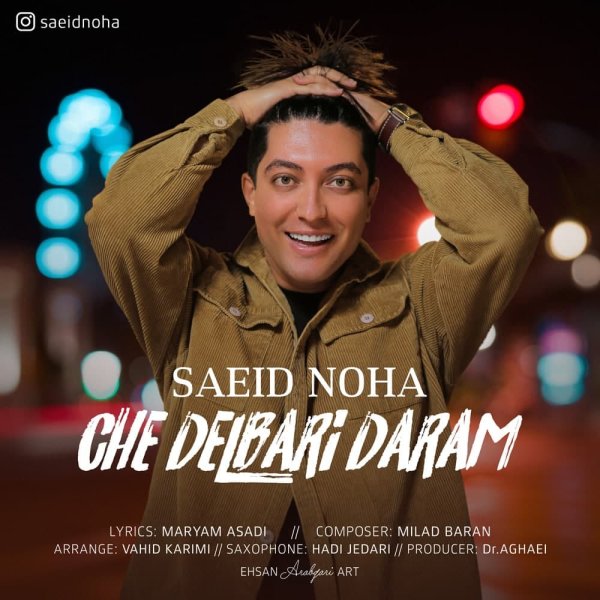 saeidnoha
SAEID NOHA
CHE DELBARi DARAM
LYRICS: MARYAM ASADI // COMPOSER: MILAD BARAN
ARRANGE: VAHID KARIMI // SAXOPHONE: HADI JEDARI // PRODUCER: Dr.AGHAEI
EHSAN Arabgari ART